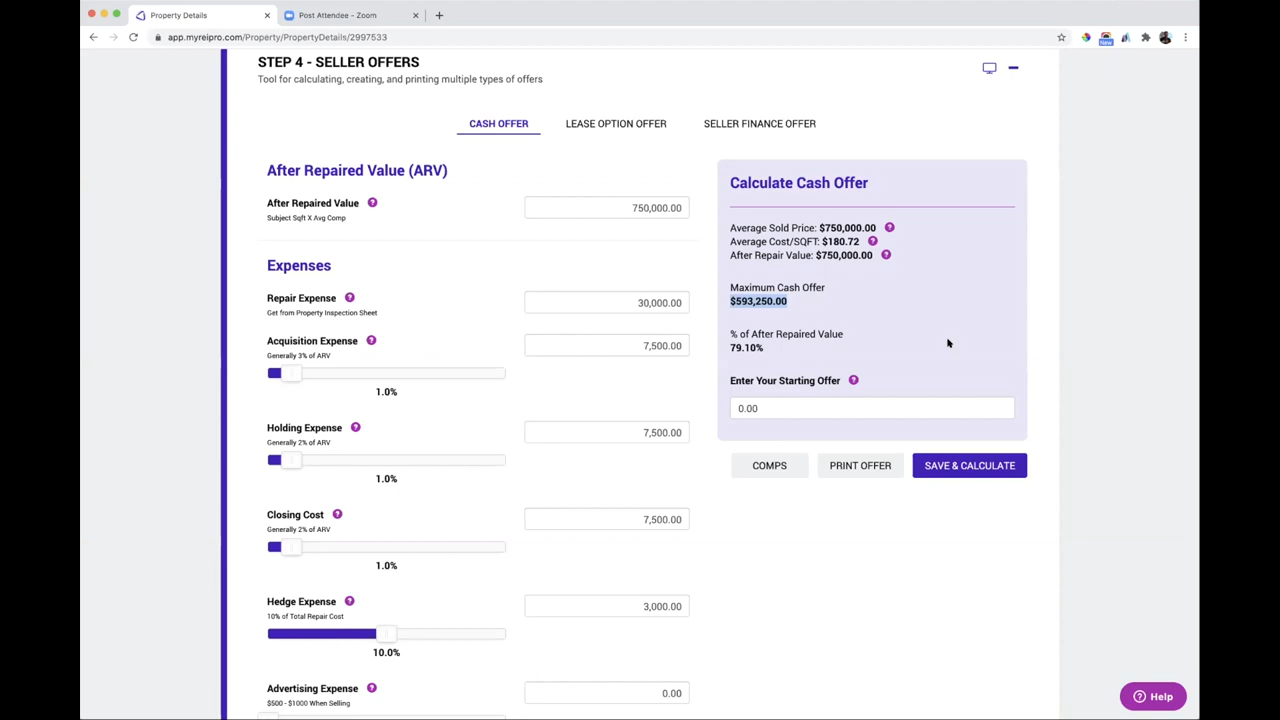 Property Details
Post Attendee - Zoom
app.myreipro.com/Property/PropertyDetails/2997533
New
STEP 4 - SELLER OFFERS
Tool for calculating, creating, and printing multiple types of offers
CASH OFFER
LEASE OPTION OFFER
SELLER FINANCE OFFER
After Repaired Value (ARV)
After Repaired Value ?
Subject Sqft X Avg Comp
750,000.00
Expenses
Repair Expense ?
Get from Property Inspection Sheet
30,000.00
Acquisition Expense ?
Generally 3% of ARV
7,500.00
1.0%
Holding Expense ?
Generally 2% of ARV
7,500.00
1.0%
Closing Cost ?
Generally 2% of ARV
7,500.00
1.0%
Hedge Expense ?
10% of Total Repair Cost
3,000.00
10.0%
Advertising Expense ?
$500 - $1000 When Selling
0.00
Calculate Cash Offer
Average Sold Price: $750,000.00 ?
Average Cost/SQFT: $180.72 ?
After Repair Value: $750,000.00 ?
Maximum Cash Offer
$593,250.00
% of After Repaired Value
79.10%
Enter Your Starting Offer ?
0.00
COMPS
PRINT OFFER
SAVE & CALCULATE
? Help